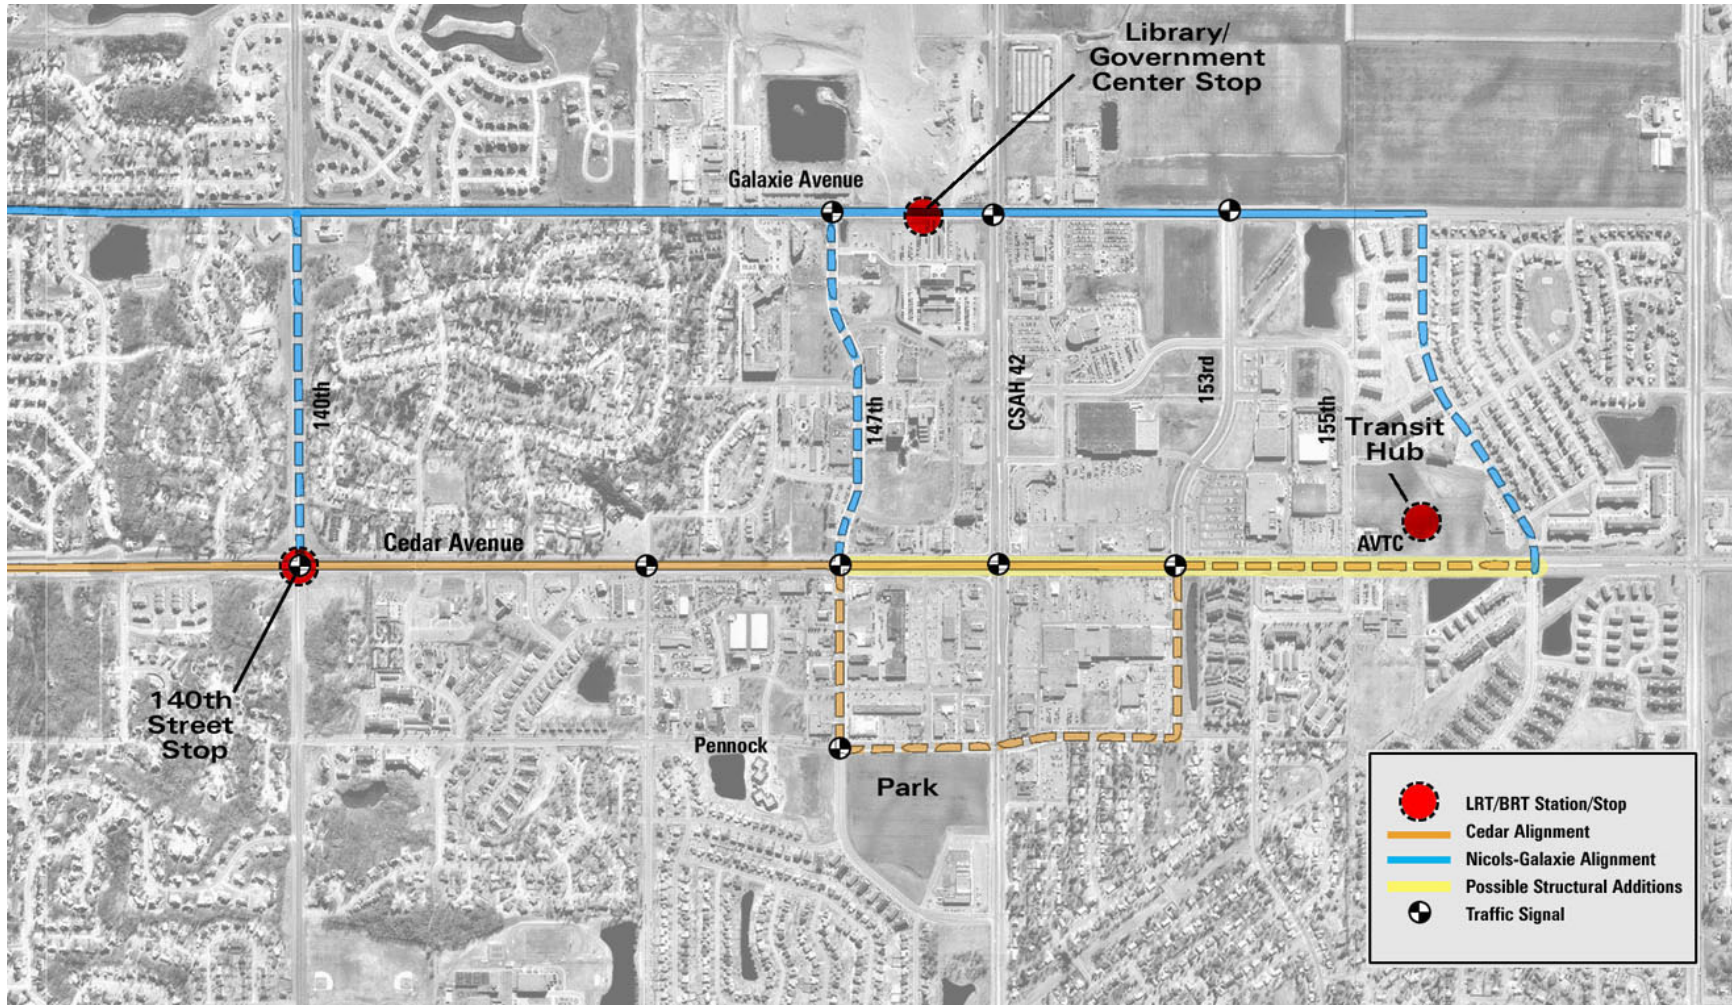 Library/
Government
Center Stop
Galaxie Avenue
140th
147th
CSAH 42
153rd
155th
Transit
Hub
Cedar Avenue
AVTC
140th
Street
Stop
Pennock
Park
LRT/BRT Station/Stop
Cedar Alignment
Nicols-Galaxie Alignment
Possible Structural Additions
Traffic Signal